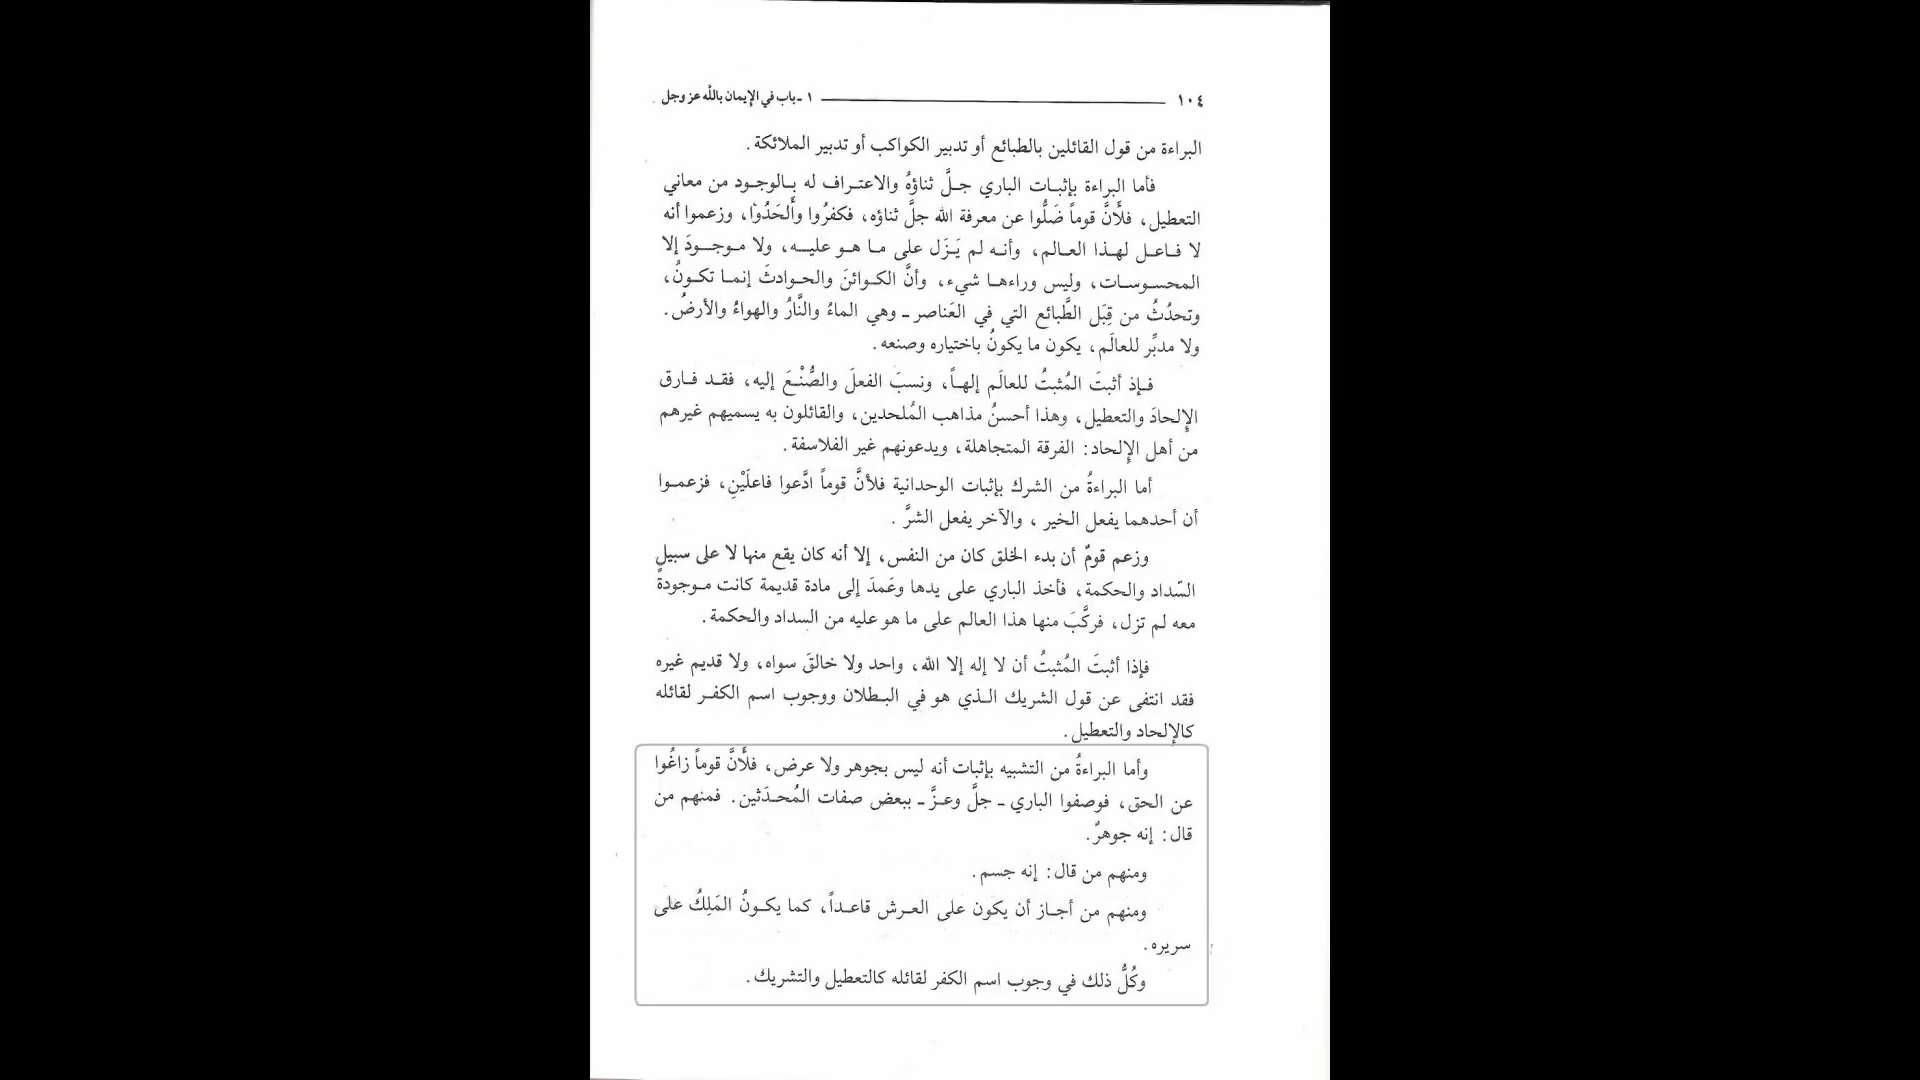 ١٠٤ ١ - باب في الإيمان بالله عز وجل
البراءة من قول القائلين بالطبائع أو تدبير الكواكب أو تدبير الملائكة.
فأما البراءة بإثبات الباري جلَّ ثناؤهُ والاعتراف له بالوجود من معاني
التعطيل، فلأنَّ قوماً ضَلُّوا عن معرفة الله جلَّ ثناؤه، فكفرُوا وأَلحَدُوا، وزعموا أنه
لا فاعل لهذا العالم، وأنه لم يَزَل على ما هو عليه، ولا موجودَ إلا
المحسوسات، وليس وراءها شيء، وأنَّ الكوائنَ والحوادثَ إنما تكونُ،
وتحدُثُ من قِبَل الطَّبائع التي في العَناصر - وهي الماءُ والنَّارُ والهواءُ والأرضُ.
ولا مدبِّر للعالَم، يكون ما يكونُ باختياره وصنعه.
فإذ أثبتَ المُثبتُ للعالَم إلهاً، ونسبَ الفعلَ والصُّنْعَ إليه، فقد فارق
الإِلحادَ والتعطيل، وهذا أحسنُ مذاهب المُلحدين، والقائلون به يسميهم غيرهم
من أهل الإِلحاد: الفرقة المتجاهلة، ويدعونهم غير الفلاسفة.
أما البراءةُ من الشرك بإثبات الوحدانية فلأنَّ قوماً ادَّعوا فاعلَيْنِ، فزعموا
أن أحدهما يفعل الخير ، والآخر يفعل الشرَّ .
وزعم قومٌ أن بدء الخلق كان من النفس، إلا أنه كان يقع منها لا على سبيلٍ
السّداد والحكمة، فأخذ الباري على يدها وعَمدَ إلى مادة قديمة كانت موجودةً
معه لم تزل، فركَّبَ منها هذا العالم على ما هو عليه من السداد والحكمة.
فإذا أثبتَ المُثبتُ أن لا إله إلا الله، واحد ولا خالقَ سواه، ولا قديم غيره
فقد انتفى عن قول الشريك الذي هو في البطلان ووجوب اسم الكفر لقائله
كالإلحاد والتعطيل.
وأما البراءةُ من التشبيه بإثبات أنه ليس بجوهر ولا عرض، فلأنَّ قوماً زاغُوا
عن الحق، فوصفوا الباري - جلَّ وعزَّ - ببعض صفات المُحدَثين. فمنهم من
قال: إنه جوهرٌ.
ومنهم من قال: إنه جسم.
ومنهم من أجاز أن يكون على العرش قاعداً، كما يكونُ المَلِكُ على
سريره.
وكُلُّ ذلك في وجوب اسم الكفر لقائله كالتعطيل والتشريك.